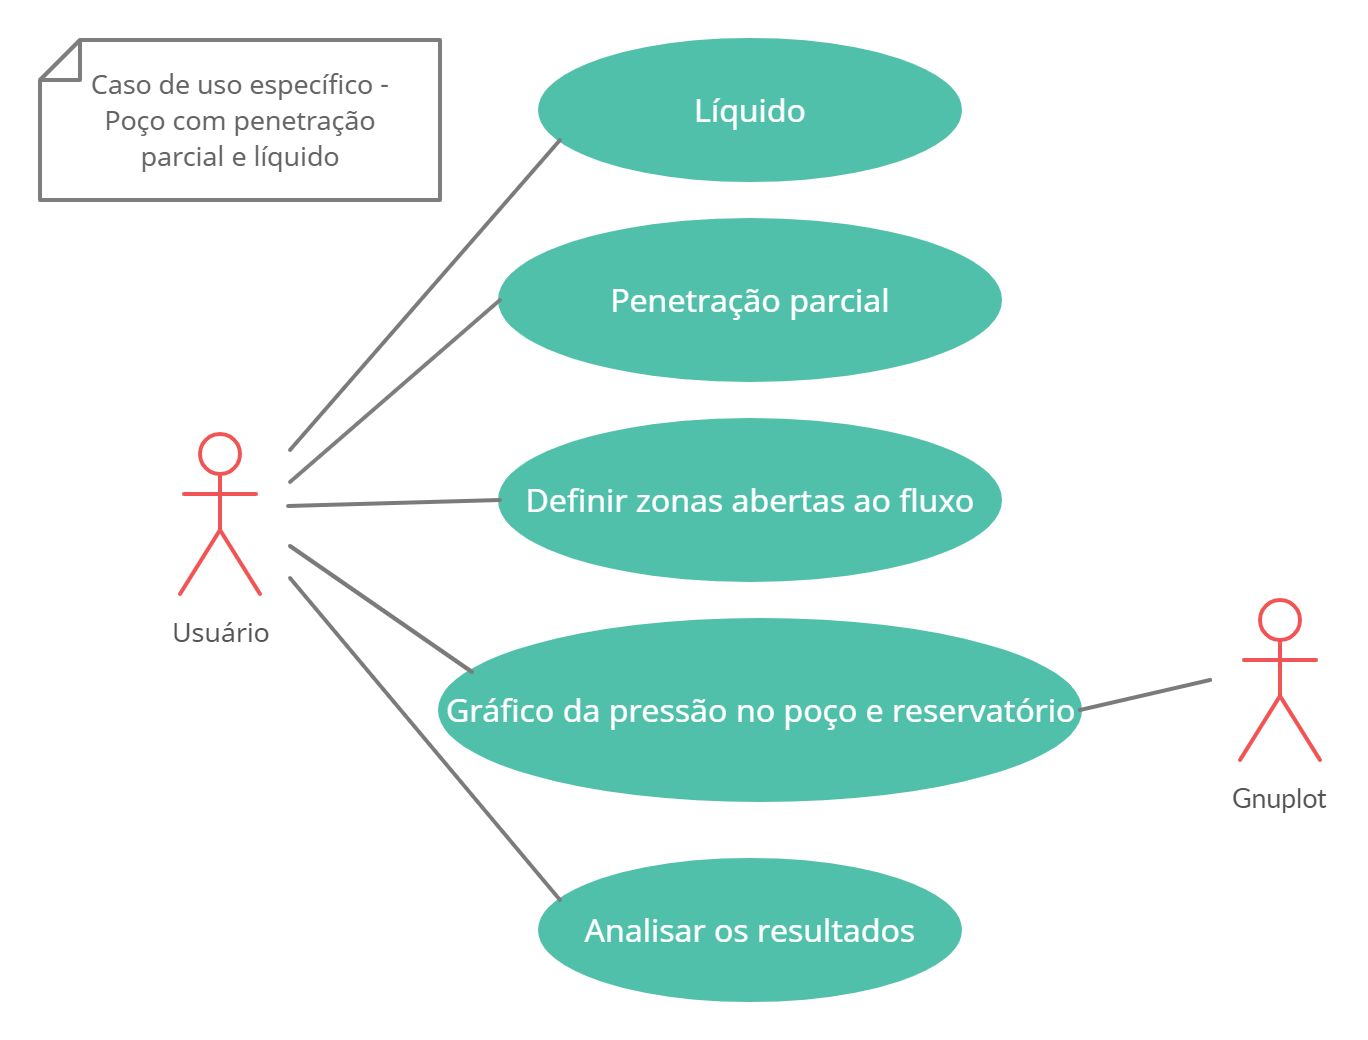 Caso de uso específico -
Poço com penetração
parcial e líquido
Líquido
Penetração parcial
Definir zonas abertas ao fluxo
Usuário
Gráfico da pressão no poço e reservatório
Gnuplot
Analisar os resultados